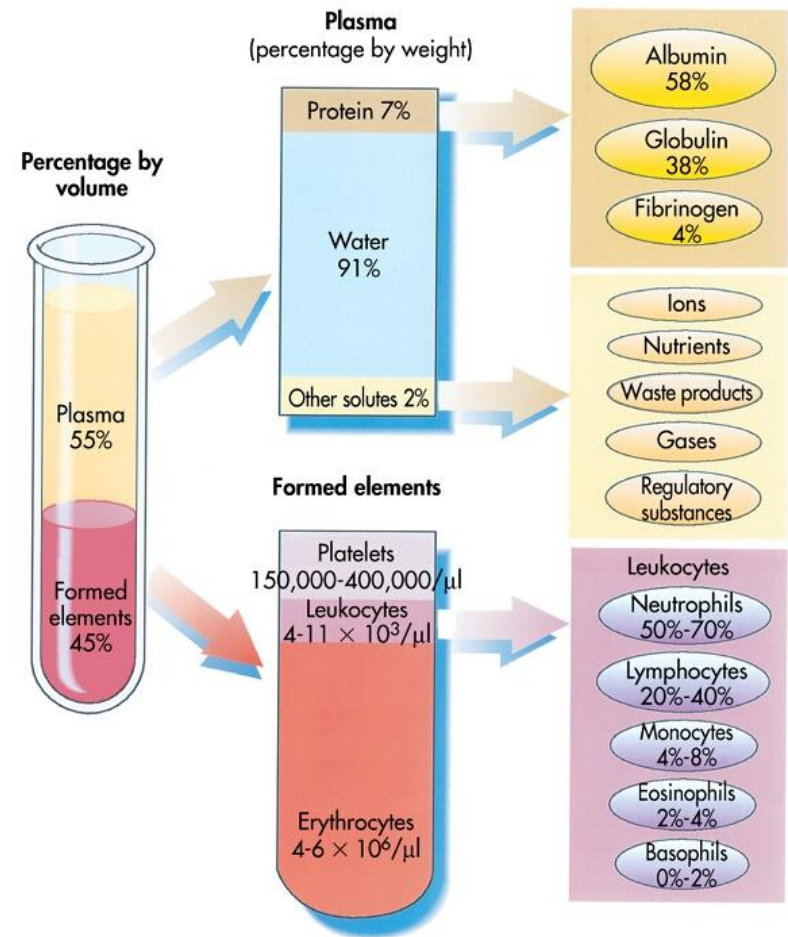 Plasma
(percentage by weight)
Percentage by
volume
Plasma
55%
Formed
elements
45%
Protein 7%
Water
91%
Other solutes 2%
Albumin
58%
Globulin
38%
Fibrinogen
4%
Ions
Nutrients
Waste products
Gases
Regulatory
substances
Formed elements
Platelets
150,000-400,000/µl
Leukocytes
4-11 × 10³/µl
Erythrocytes
4-6 × 10⁶/µl
Leukocytes
Neutrophils
50%-70%
Lymphocytes
20%-40%
Monocytes
4%-8%
Eosinophils
2%-4%
Basophils
0%-2%